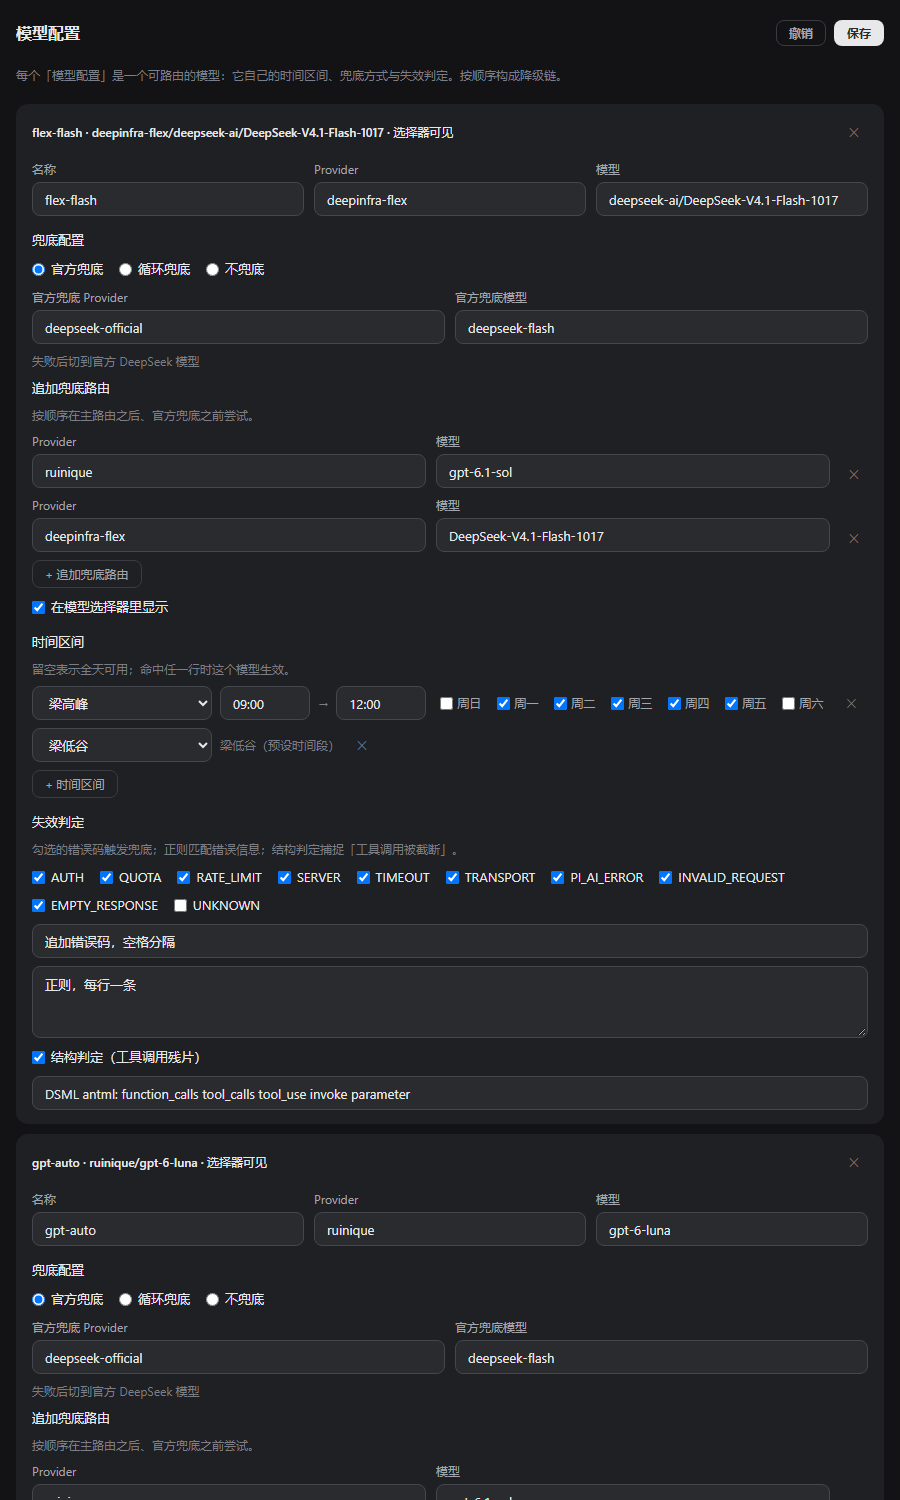 模型配置
撤销
保存
每个「模型配置」是一个可路由的模型：它自己的时间区间、兜底方式与失效判定。按顺序构成降级链。
flex-flash · deepinfra-flex/deepseek-ai/DeepSeek-V4.1-Flash-1017 · 选择器可见
名称
Provider
模型
flex-flash
deepinfra-flex
deepseek-ai/DeepSeek-V4.1-Flash-1017
兜底配置
官方兜底
循环兜底
不兜底
官方兜底 Provider
官方兜底模型
deepseek-official
deepseek-flash
失败后切到官方 DeepSeek 模型
追加兜底路由
按顺序在主路由之后、官方兜底之前尝试。
Provider
模型
ruinique
gpt-6.1-sol
Provider
模型
deepinfra-flex
DeepSeek-V4.1-Flash-1017
+ 追加兜底路由
在模型选择器里显示
时间区间
留空表示全天可用；命中任一行时这个模型生效。
梁高峰
09:00
→
12:00
周日
周一
周二
周三
周四
周五
周六
梁低谷
梁低谷（预设时间段）
+ 时间区间
失效判定
勾选的错误码触发兜底；正则匹配错误信息；结构判定捕捉「工具调用被截断」。
AUTH
QUOTA
RATE_LIMIT
SERVER
TIMEOUT
TRANSPORT
PI_AI_ERROR
INVALID_REQUEST
EMPTY_RESPONSE
UNKNOWN
追加错误码，空格分隔
正则，每行一条
结构判定（工具调用残片）
DSML antml: function_calls tool_calls tool_use invoke parameter
gpt-auto · ruinique/gpt-6-luna · 选择器可见
名称
Provider
模型
gpt-auto
ruinique
gpt-6-luna
兜底配置
官方兜底
循环兜底
不兜底
官方兜底 Provider
官方兜底模型
deepseek-official
deepseek-flash
失败后切到官方 DeepSeek 模型
追加兜底路由
按顺序在主路由之后、官方兜底之前尝试。
Provider
模型